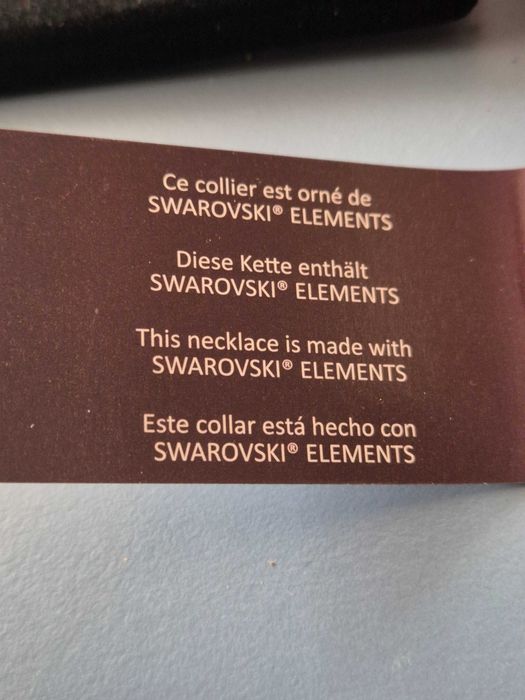 Ce collier est orné de
SWAROVSKI® ELEMENTS
Diese Kette enthält
SWAROVSKI® ELEMENTS
This necklace is made with
SWAROVSKI® ELEMENTS
Este collar está hecho con
SWAROVSKI® ELEMENTS